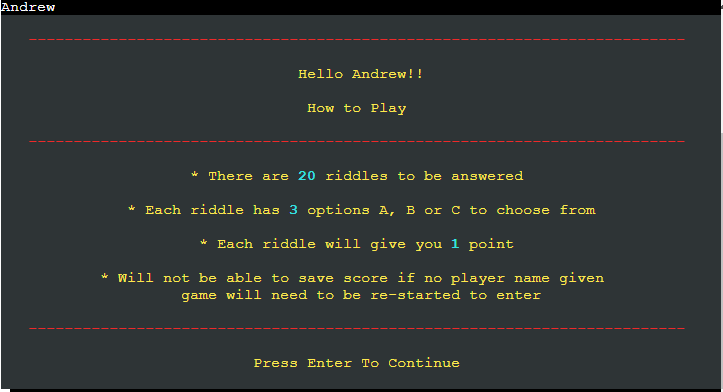 Andrew
Hello Andrew!!
How to Play
* There are 20 riddles to be answered
* Each riddle has 3 options A, B or C to choose from
* Each riddle will give you 1 point
* Will not be able to save score if no player name given
game will need to be re-started to enter
Press Enter To Continue